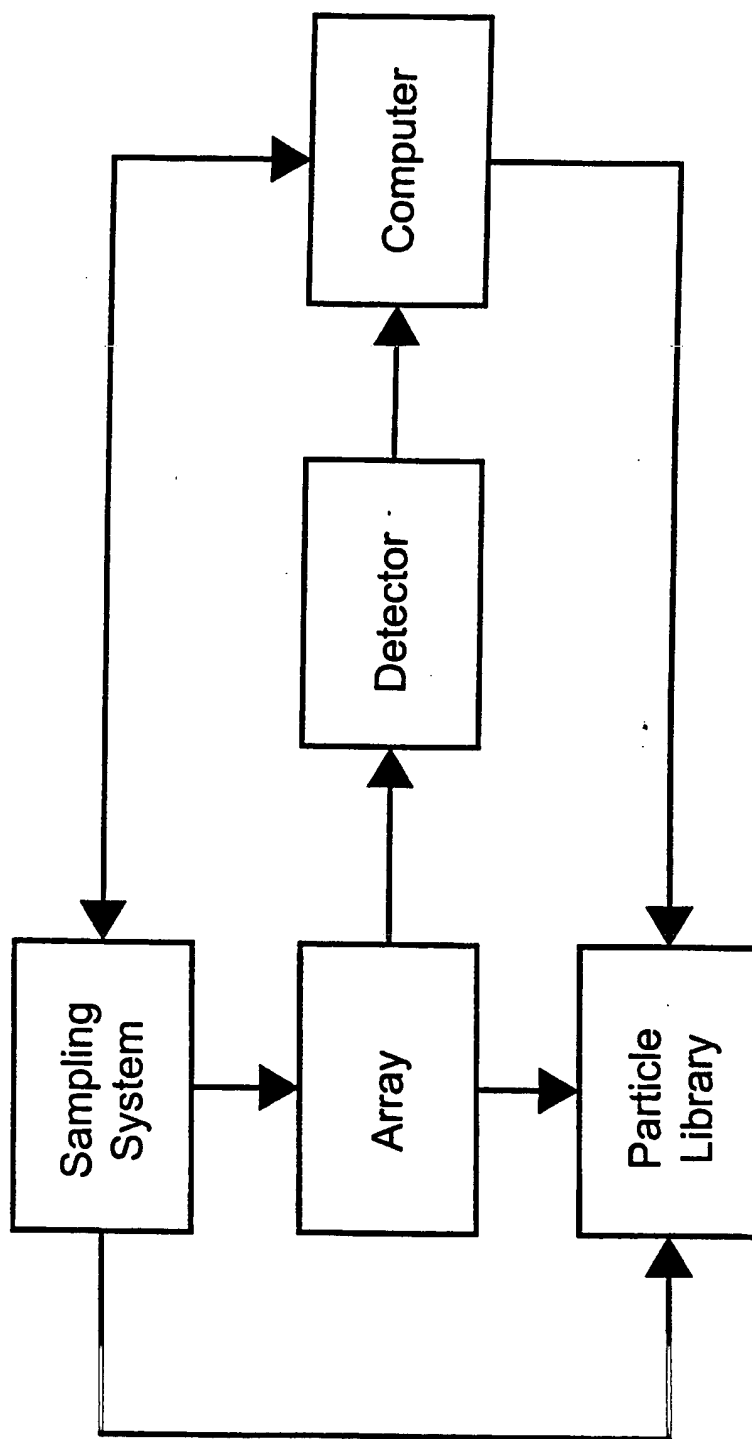 Sampling
System
Array
Particle
Library
Detector
Computer